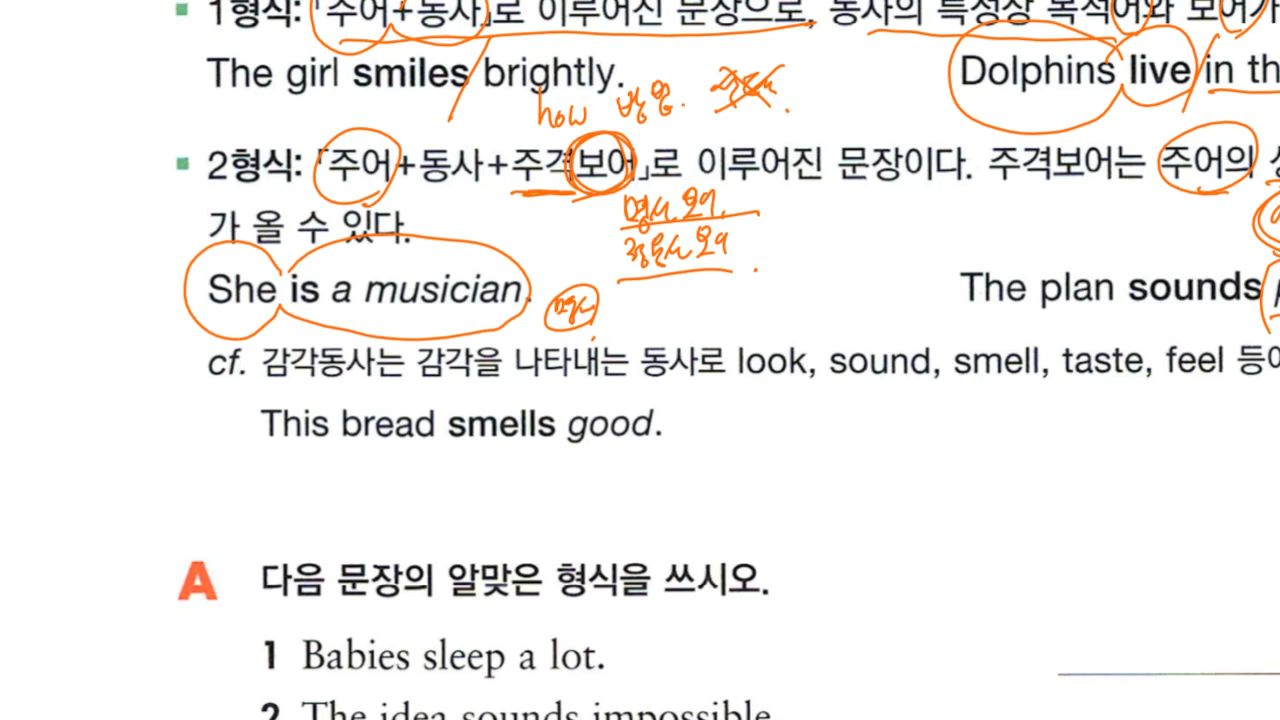 1형식: 「주어+동사」로 이루어진 문장으로, 동사의 특성상 목적어와 보어가
The girl smiles brightly. Dolphins live in th
how 방법.
2형식: 「주어+동사+주격보어」로 이루어진 문장이다. 주격보어는 주어의
명사 보어.
가 올 수 있다.
형용사 보어
She is a musician. The plan sounds
명사
cf. 감각동사는 감각을 나타내는 동사로 look, sound, smell, taste, feel 등
This bread smells good.
A 다음 문장의 알맞은 형식을 쓰시오.
1 Babies sleep a lot.
2 The idea sounds impossible